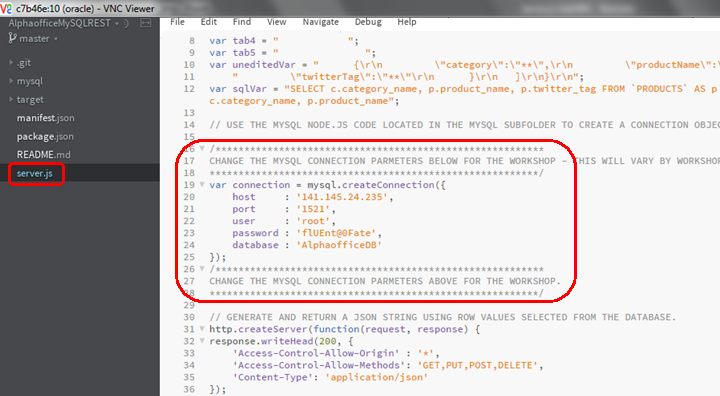 c7b46e:10 (oracle) - VNC Viewer
AlphaofficeMySQLREST
master
.git
mysql
target
manifest.json
package.json
README.md
server.js
File Edit Find View Navigate Debug Help
8 var tab4 = " ";
9 var tab5 = " ";
10 var uneditedVar = " {\r\n \"category\":\"**\",\r\n \"productName\":\"
11 " \"twitterTag\":\"**\"\r\n }\r\n ]\r\n}\r\n";
12 var sqlVar = "SELECT c.category_name, p.product_name, p.twitter_tag FROM `PRODUCTS` AS p
c.category_name, p.product_name";
13
14 // USE THE MYSQL NODE.JS CODE LOCATED IN THE MYSQL SUBFOLDER TO CREATE A CONNECTION OBJEC
15
16 /*********************************************************
17 CHANGE THE MYSQL CONNECTION PARMETERS BELOW FOR THE WORKSHOP - THIS WILL VARY BY WORKSHOP
18 *********************************************************/
19 var connection = mysql.createConnection({
20 host : '141.145.24.235',
21 port : '1521',
22 user : 'root',
23 password : 'flUEnt@0Fate',
24 database : 'AlphaofficeDB'
25 });
26 /*********************************************************
27 CHANGE THE MYSQL CONNECTION PARMETERS ABOVE FOR THE WORKSHOP.
28 *********************************************************/
29
30 // GENERATE AND RETURN A JSON STRING USING ROW VALUES SELECTED FROM THE DATABASE.
31 http.createServer(function(request, response) {
32 response.writeHead(200, {
33 'Access-Control-Allow-Origin' : '*',
34 'Access-Control-Allow-Methods': 'GET,PUT,POST,DELETE',
35 'Content-Type': 'application/json'
36 });